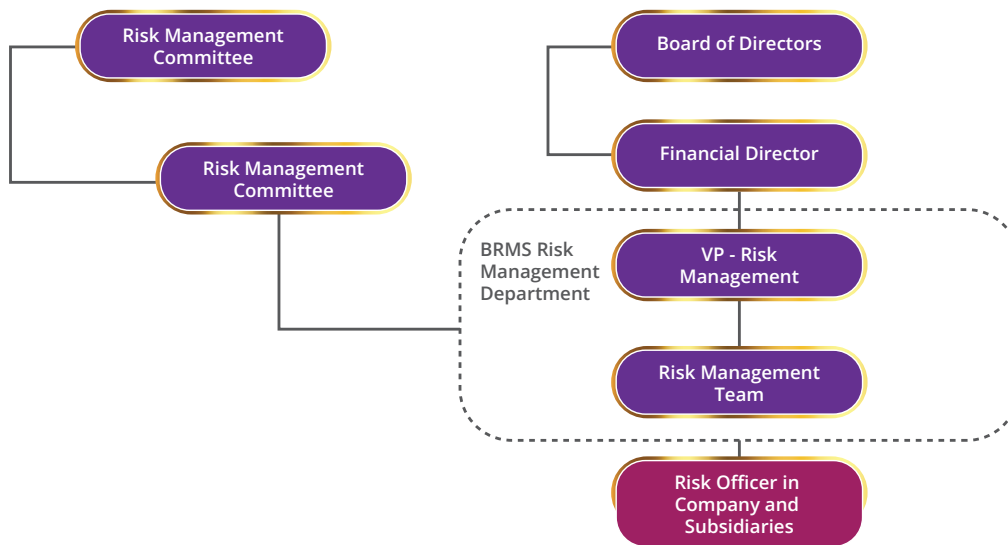 Risk Management
Committee
Board of Directors
Risk Management
Committee
Financial Director
BRMS Risk
Management
Department
VP - Risk
Management
Risk Management
Team
Risk Officer in
Company and
Subsidiaries